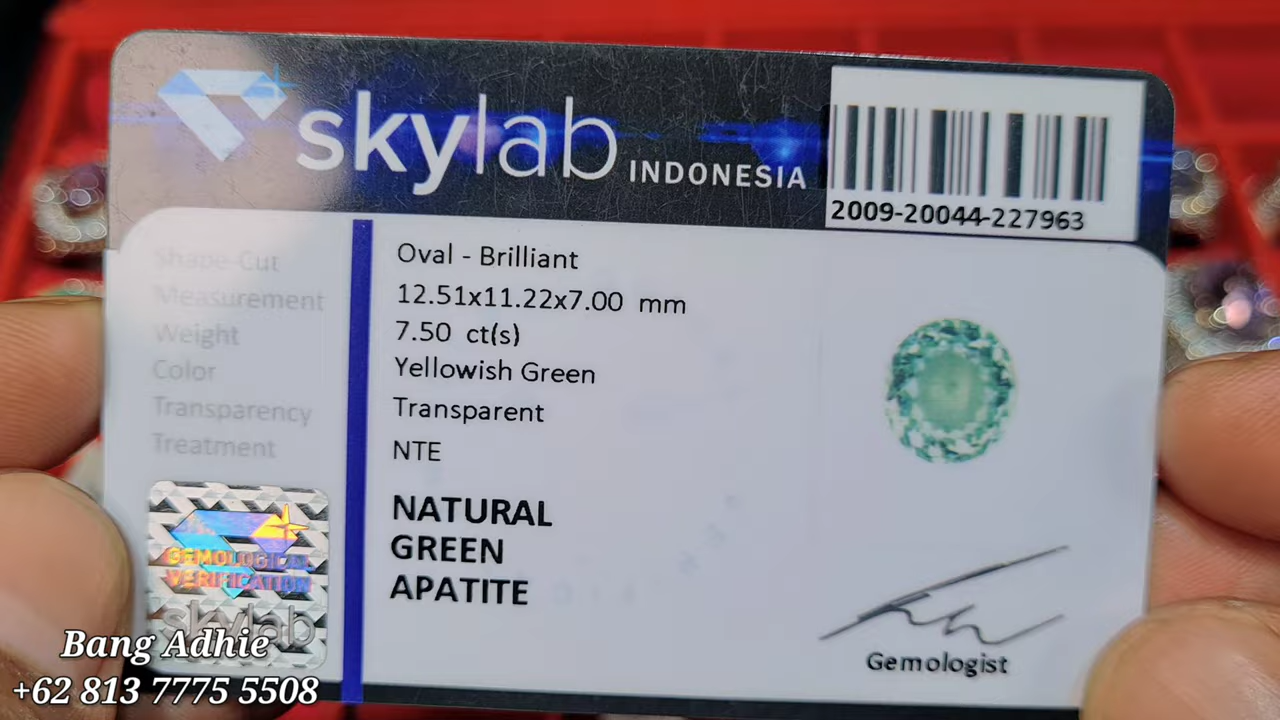 skylab INDONESIA
2009-20044-227963
Shape-Cut Oval - Brilliant
Measurement 12.51x11.22x7.00 mm
Weight 7.50 ct(s)
Color Yellowish Green
Transparency Transparent
Treatment NTE
NATURAL
GREEN
APATITE
GEMOLOGICAL
VERIFICATION
skylab
Gemologist
Bang Adhie
+62 813 7775 5508